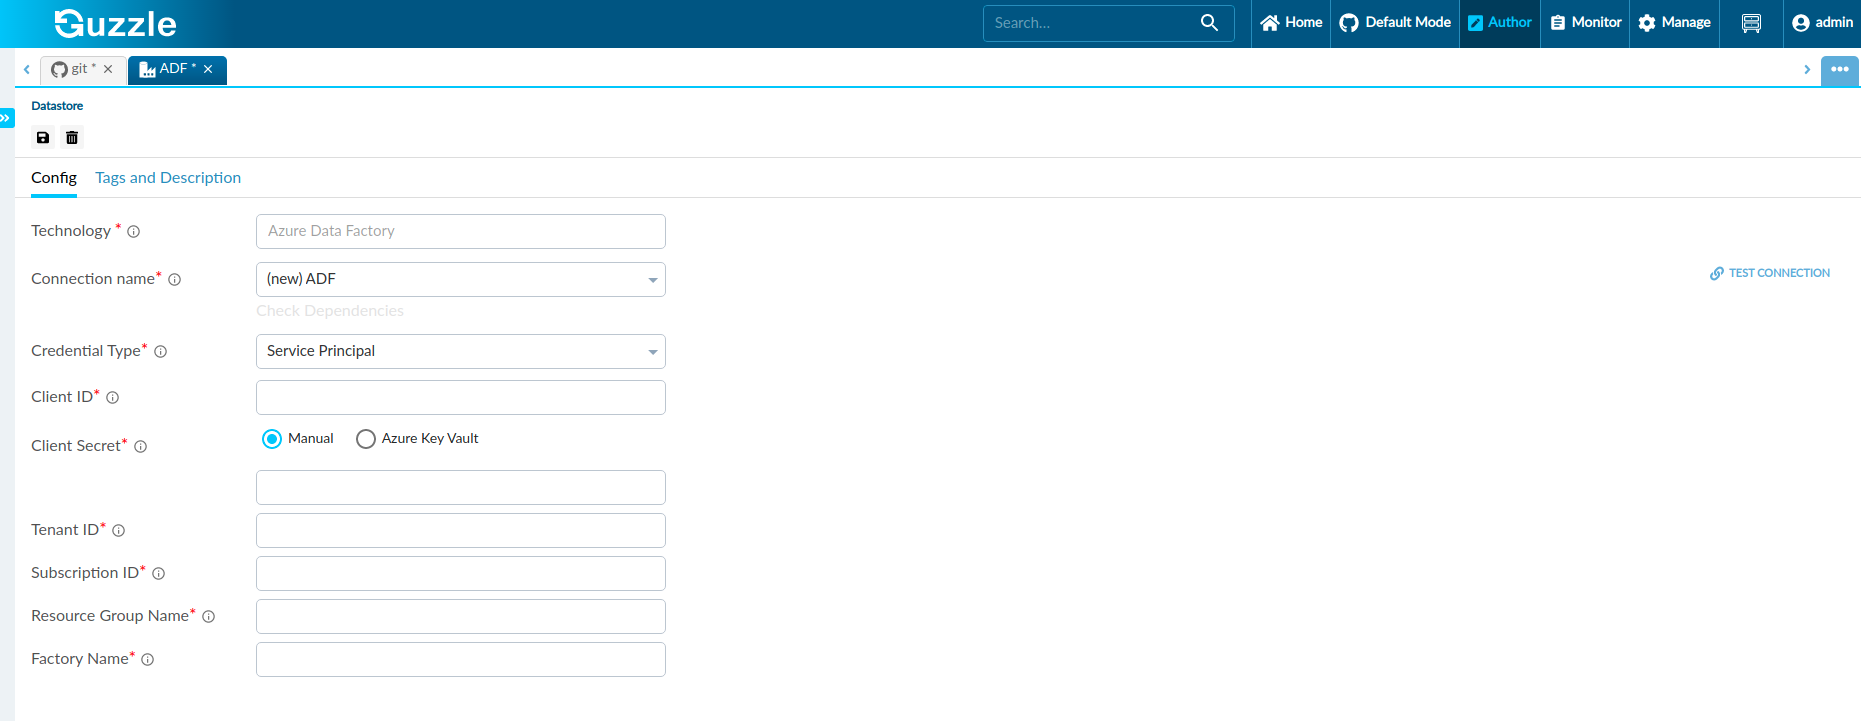 Guzzle
Search...
Home
Default Mode
Author
Monitor
Manage
admin
git *
ADF *
Datastore
Config
Tags and Description
Technology *
Azure Data Factory
Connection name*
(new) ADF
TEST CONNECTION
Check Dependencies
Credential Type*
Service Principal
Client ID*
Client Secret*
Manual
Azure Key Vault
Tenant ID*
Subscription ID*
Resource Group Name*
Factory Name*